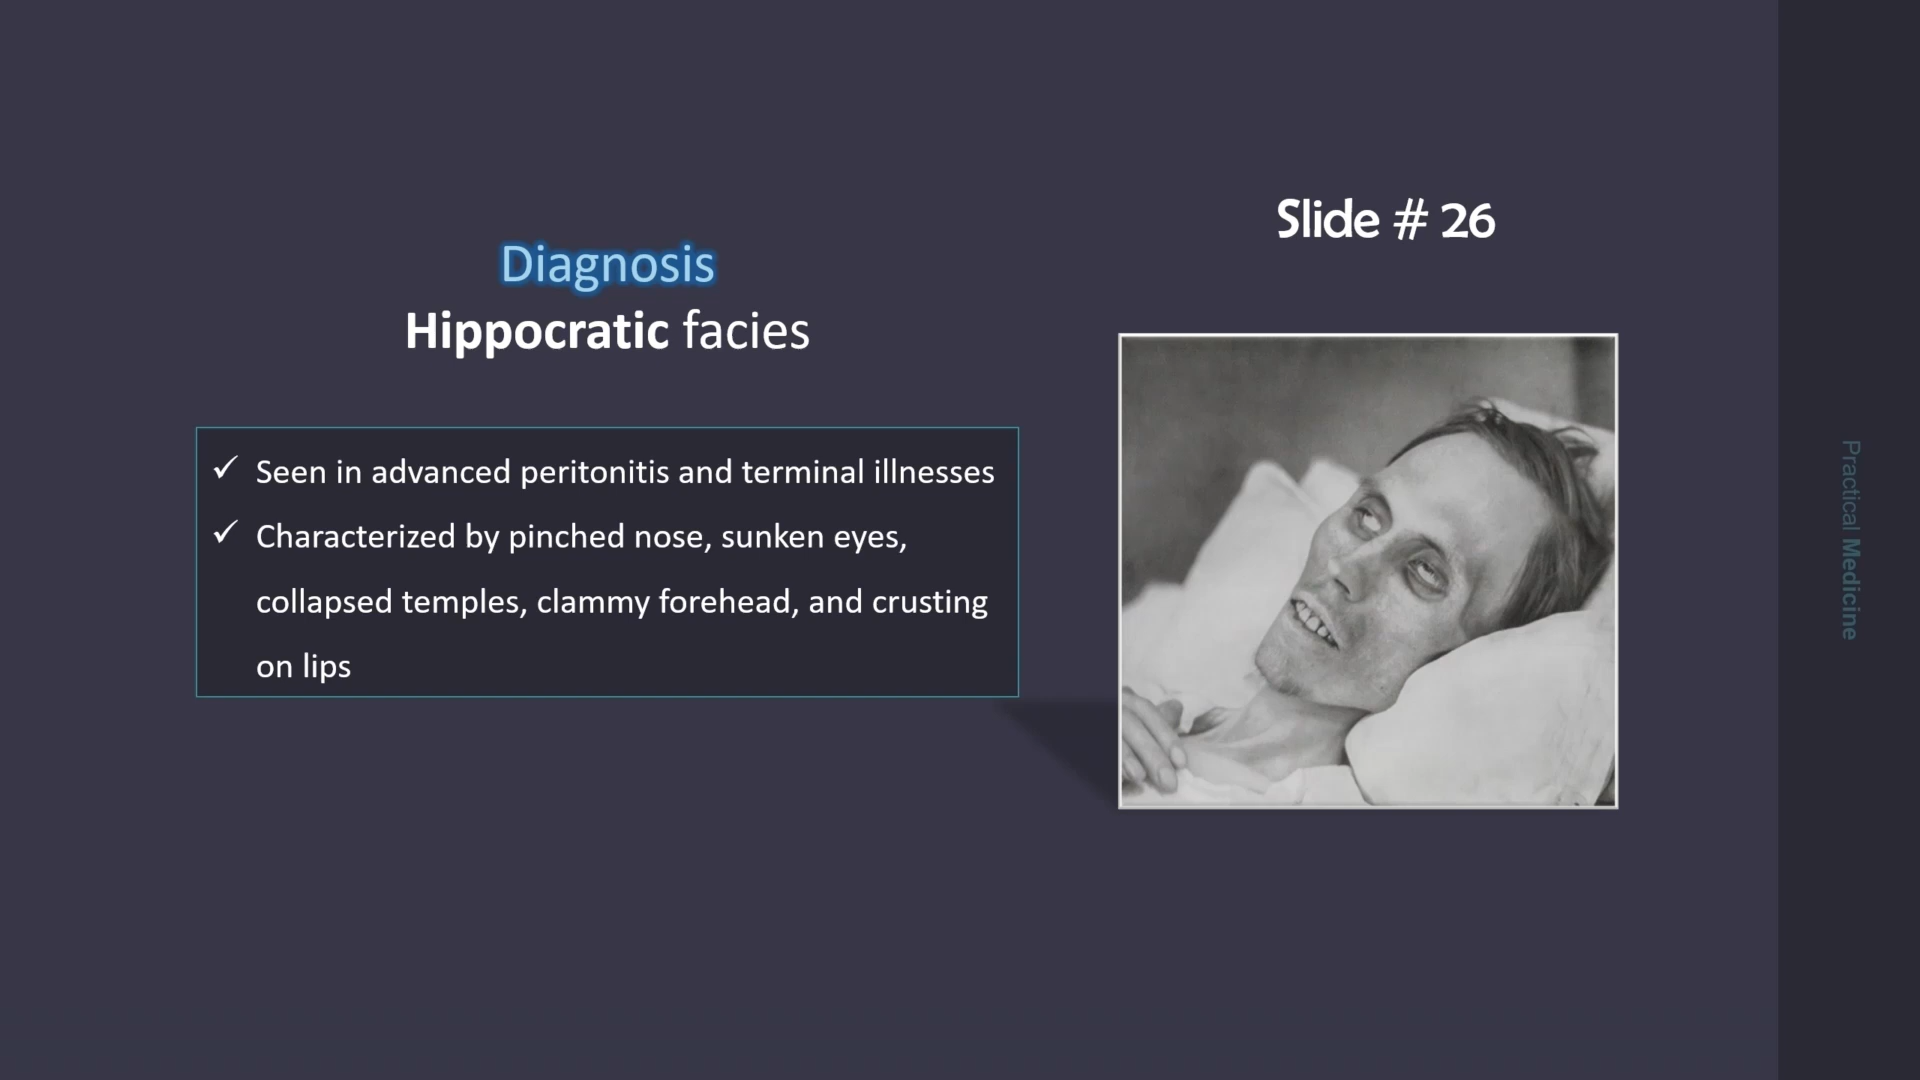 Slide # 26
Diagnosis
Hippocratic facies
✓ Seen in advanced peritonitis and terminal illnesses
✓ Characterized by pinched nose, sunken eyes,
collapsed temples, clammy forehead, and crusting
on lips
Practical Medicine